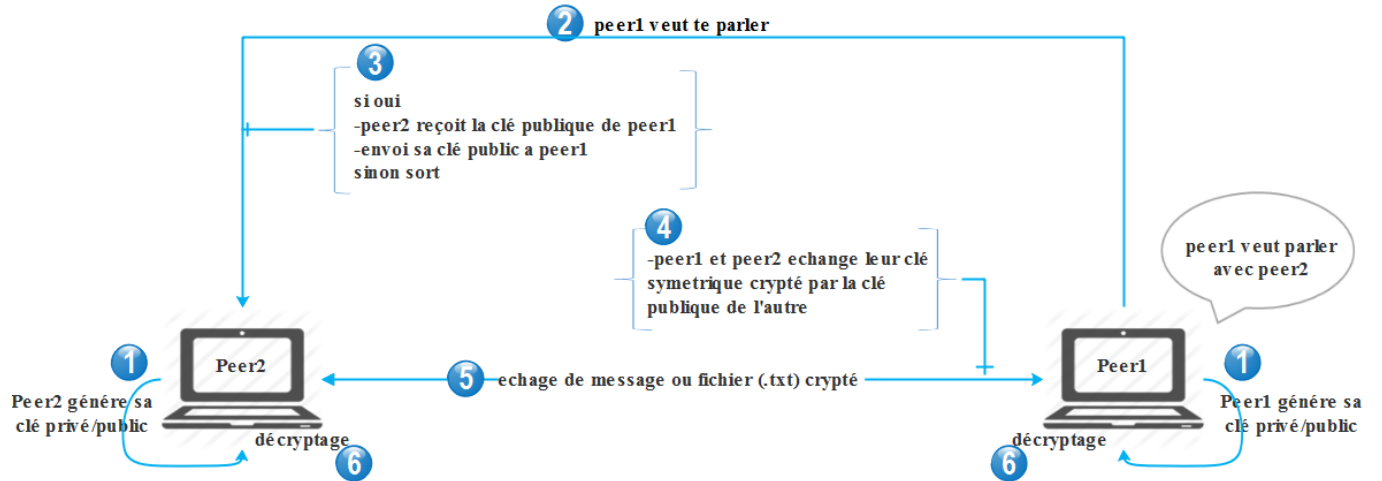 2 peer1 veut te parler
3
si oui
-peer2 reçoit la clé publique de peer1
-envoi sa clé public a peer1
sinon sort
4
-peer1 et peer2 echange leur clé
symetrique crypté par la clé
publique de l'autre
peer1 veut parler
avec peer2
1
Peer2
Peer2 génére sa
clé privé/public
décryptage
6
5 echage de message ou fichier (.txt) crypté
Peer1
1
Peer1 génére sa
clé privé/public
décryptage
6